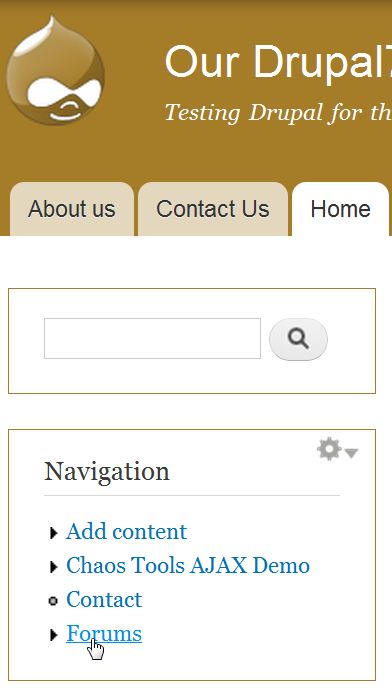 Our Drupal7
Testing Drupal for th
About us Contact Us Home
Navigation
Add content
Chaos Tools AJAX Demo
Contact
Forums